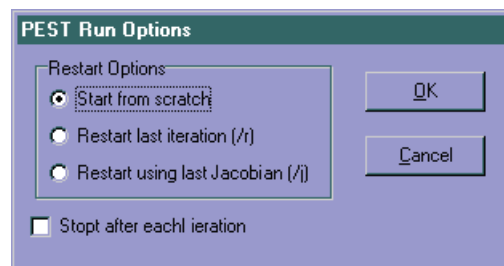 PEST Run Options
Restart Options
Start from scratch
Restart last iteration (/r)
Restart using last Jacobian (/j)
Stopt after eachl ieration
OK
Cancel